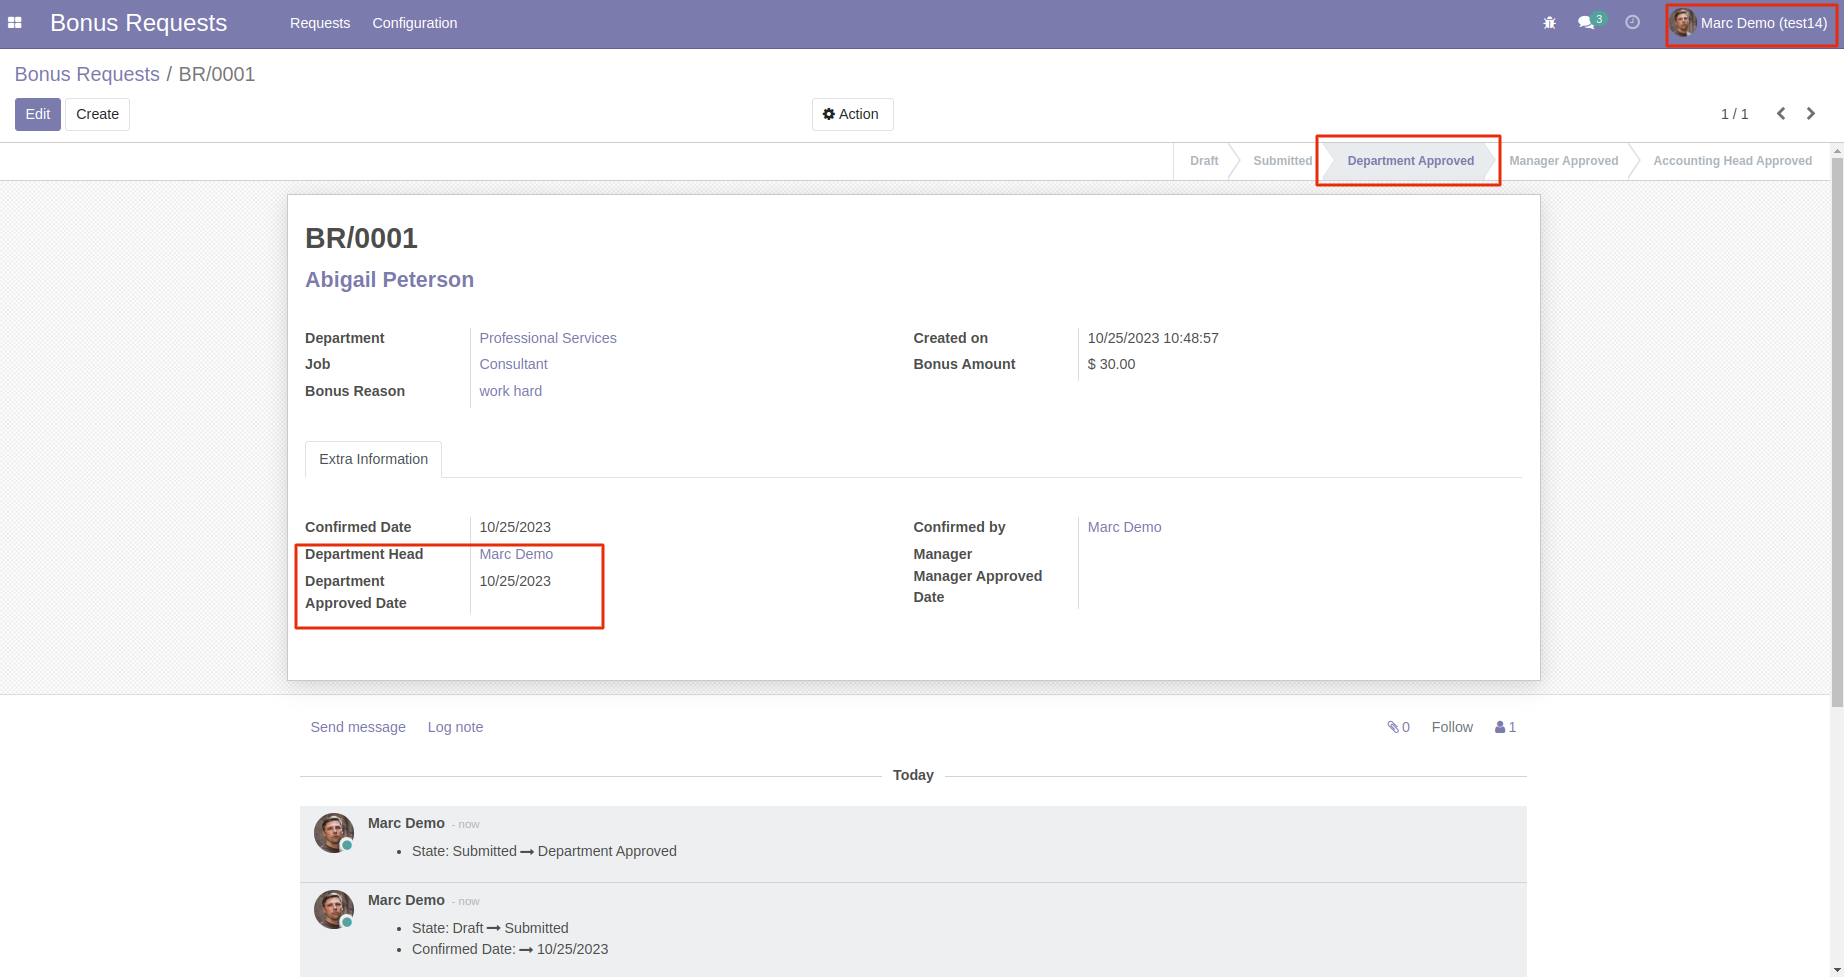 Bonus Requests
Requests
Configuration
3
Marc Demo (test14)
Bonus Requests / BR/0001
Edit
Create
Action
1 / 1
Draft
Submitted
Department Approved
Manager Approved
Accounting Head Approved
BR/0001
Abigail Peterson
Department
Professional Services
Job
Consultant
Bonus Reason
work hard
Created on
10/25/2023 10:48:57
Bonus Amount
$ 30.00
Extra Information
Confirmed Date
10/25/2023
Department Head
Marc Demo
Department
Approved Date
10/25/2023
Confirmed by
Marc Demo
Manager
Manager Approved
Date
Send message
Log note
0
Follow
1
Today
Marc Demo - now
• State: Submitted → Department Approved
Marc Demo - now
• State: Draft → Submitted
• Confirmed Date: → 10/25/2023